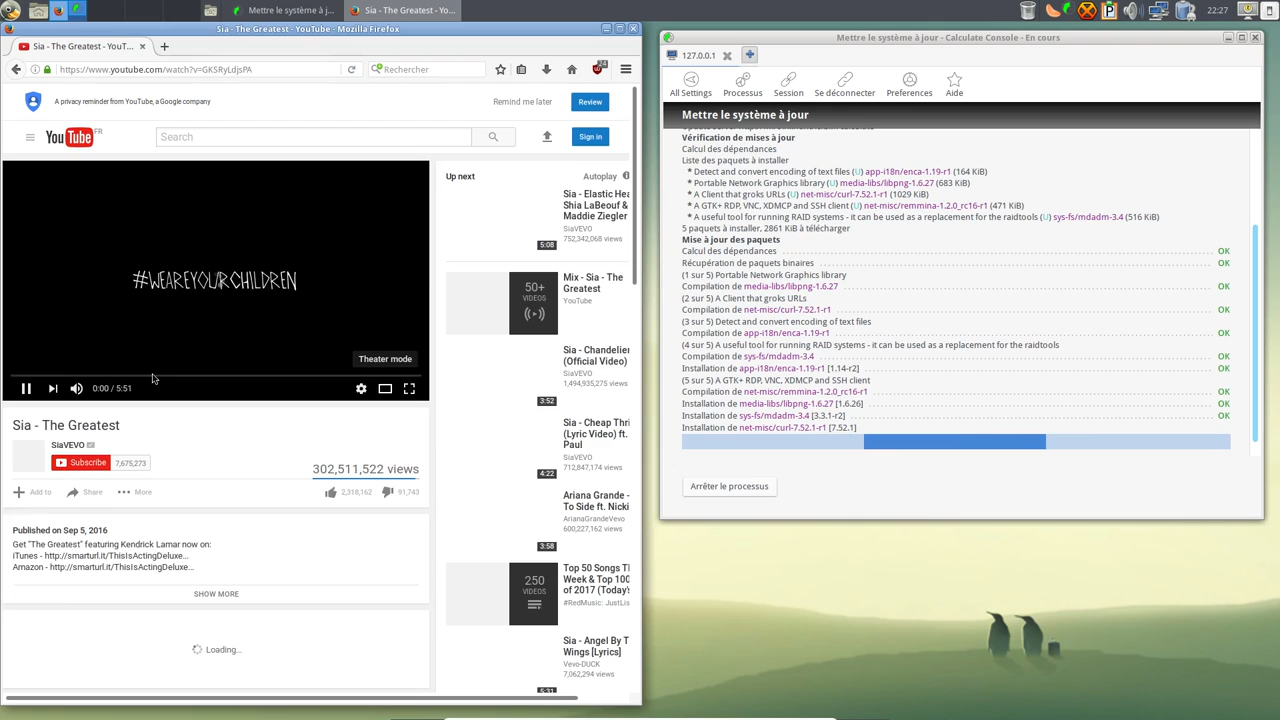 Mettre le système à j...
Sia - The Greatest - Yo...
22:27
Sia - The Greatest - YouTube - Mozilla Firefox
Sia - The Greatest - YouT...
https://www.youtube.com/watch?v=GKSRyLdjsPA
Rechercher
24
A privacy reminder from YouTube, a Google company
Remind me later
Review
YouTube FR
Search
Sign in
#WEAREYOURCHILDREN
Theater mode
0:00 / 5:51
Sia - The Greatest
SiaVEVO
Subscribe
7,675,273
302,511,522 views
Add to
Share
More
2,318,162
91,743
Published on Sep 5, 2016
Get "The Greatest" featuring Kendrick Lamar now on:
iTunes - http://smarturl.it/ThisIsActingDeluxe...
Amazon - http://smarturl.it/ThisIsActingDeluxe...
SHOW MORE
Loading...
Up next
Autoplay
Sia - Elastic Hea
Shia LaBeouf &
Maddie Ziegler
SiaVEVO
752,342,068 views
5:08
50+
VIDEOS
Mix - Sia - The
Greatest
YouTube
Sia - Chandelier
(Official Video)
SiaVEVO
1,494,935,275 views
3:52
Sia - Cheap Thri
(Lyric Video) ft.
Paul
SiaVEVO
712,847,174 views
4:22
Ariana Grande -
To Side ft. Nicki
ArianaGrandeVevo
600,227,162 views
3:58
250
VIDEOS
Top 50 Songs Tl
Week & Top 100
of 2017 (Today's
#RedMusic: JustLis
Sia - Angel By T
Wings [Lyrics]
Vevo-DUCK
7,062,294 views
5:31
Mettre le système à jour - Calculate Console - En cours
127.0.0.1
All Settings
Processus
Session
Se déconnecter
Preferences
Aide
Mettre le système à jour
Vérification de mises à jour
Calcul des dépendances
Liste des paquets à installer
* Detect and convert encoding of text files (U) app-i18n/enca-1.19-r1 (164 KiB)
* Portable Network Graphics library (U) media-libs/libpng-1.6.27 (683 KiB)
* A Client that groks URLs (U) net-misc/curl-7.52.1-r1 (1029 KiB)
* A GTK+ RDP, VNC, XDMCP and SSH client (U) net-misc/remmina-1.2.0_rc16-r1 (471 KiB)
* A useful tool for running RAID systems - it can be used as a replacement for the raidtools (U) sys-fs/mdadm-3.4 (516 KiB)
5 paquets à installer, 2861 KiB à télécharger
Mise à jour des paquets
Calcul des dépendances OK
Récupération de paquets binaires OK
(1 sur 5) Portable Network Graphics library
Compilation de media-libs/libpng-1.6.27 OK
(2 sur 5) A Client that groks URLs
Compilation de net-misc/curl-7.52.1-r1 OK
(3 sur 5) Detect and convert encoding of text files
Compilation de app-i18n/enca-1.19-r1 OK
(4 sur 5) A useful tool for running RAID systems - it can be used as a replacement for the raidtools
Compilation de sys-fs/mdadm-3.4 OK
Installation de app-i18n/enca-1.19-r1 [1.14-r2] OK
(5 sur 5) A GTK+ RDP, VNC, XDMCP and SSH client
Compilation de net-misc/remmina-1.2.0_rc16-r1 OK
Installation de media-libs/libpng-1.6.27 [1.6.26] OK
Installation de sys-fs/mdadm-3.4 [3.3.1-r2] OK
Installation de net-misc/curl-7.52.1-r1 [7.52.1]
Arrêter le processus